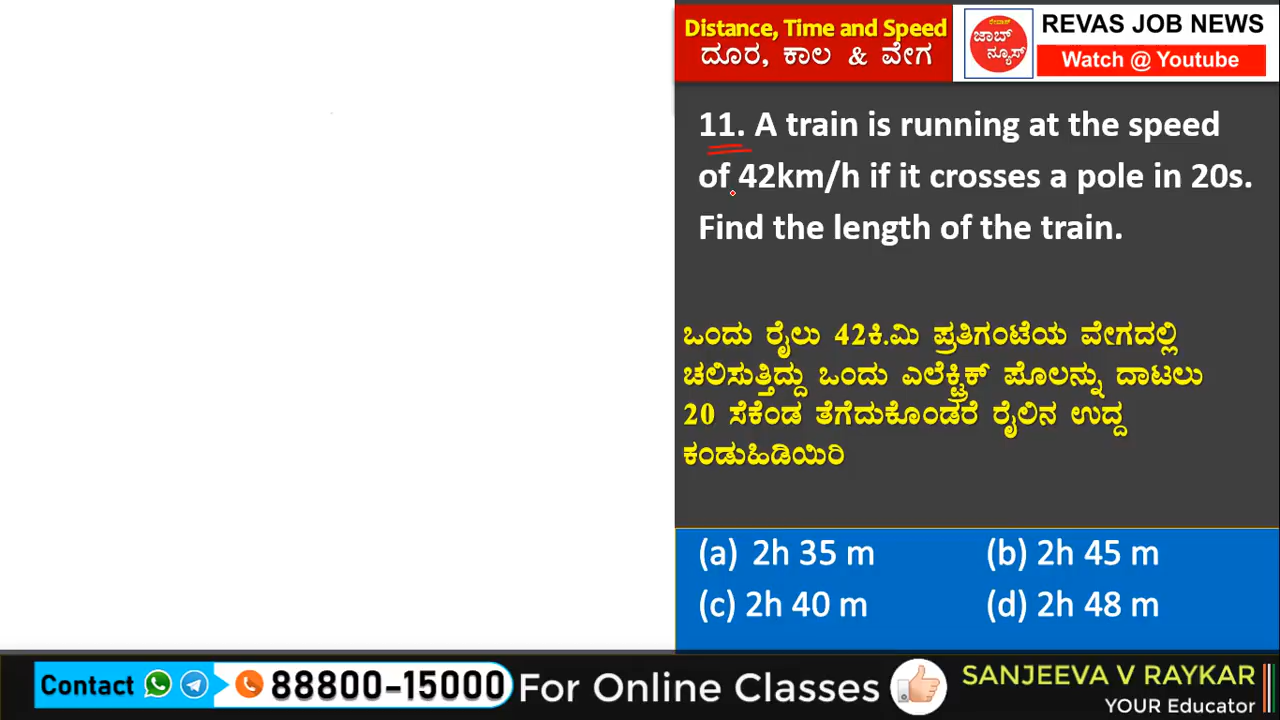 Distance, Time and Speed
ದೂರ, ಕಾಲ & ವೇಗ
ರೇವಾಸ್
ಜಾಬ್
ನ್ಯೂಸ್
REVAS JOB NEWS
Watch @ Youtube
11. A train is running at the speed
of 42km/h if it crosses a pole in 20s.
Find the length of the train.
ಒಂದು ರೈಲು 42ಕಿ.ಮಿ ಪ್ರತಿಗಂಟೆಯ ವೇಗದಲ್ಲಿ
ಚಲಿಸುತ್ತಿದ್ದು ಒಂದು ಎಲೆಕ್ಟ್ರಿಕ್ ಪೊಲನ್ನು ದಾಟಲು
20 ಸೆಕೆಂಡ ತೆಗೆದುಕೊಂಡರೆ ರೈಲಿನ ಉದ್ದ
ಕಂಡುಹಿಡಿಯಿರಿ
(a) 2h 35 m (b) 2h 45 m
(c) 2h 40 m (d) 2h 48 m
Contact 88800-15000 For Online Classes
SANJEEVA V RAYKAR
YOUR Educator